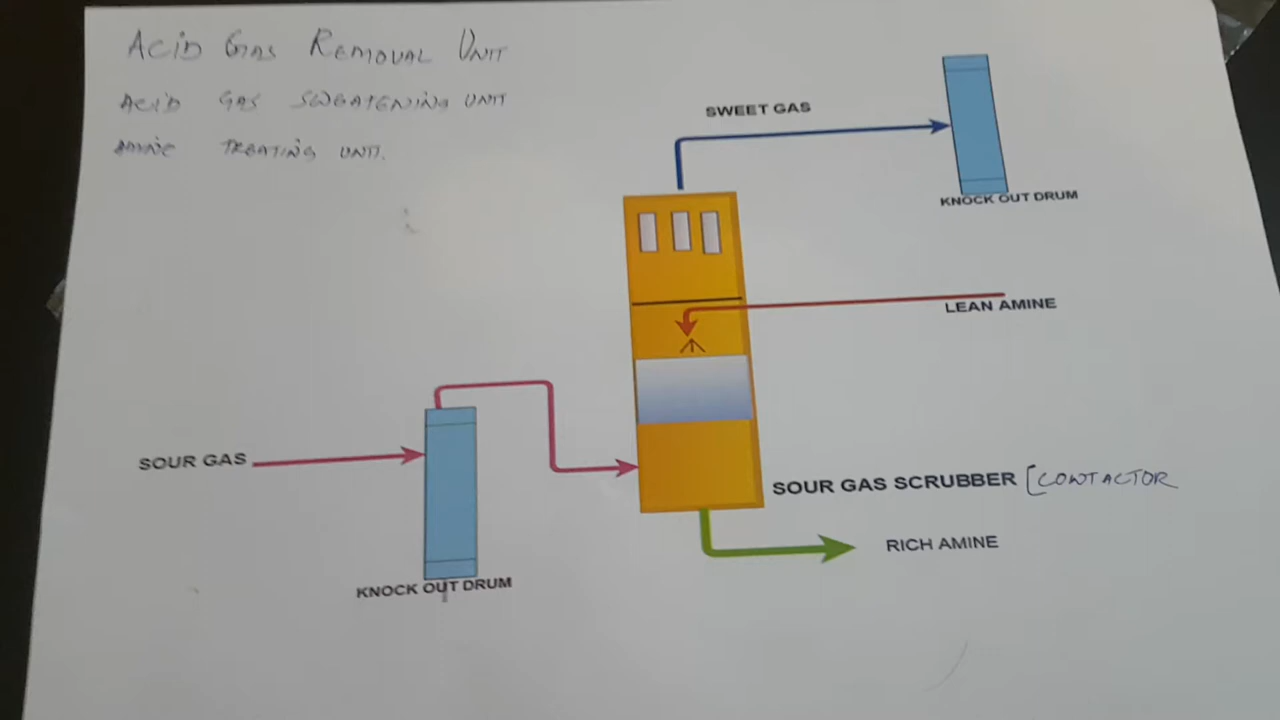 ACID GAS REMOVAL UNIT
ACID GAS SWEATENING UNIT
AMINE TREATING UNIT.
SWEET GAS
KNOCK OUT DRUM
LEAN AMINE
SOUR GAS
SOUR GAS SCRUBBER [CONTACTOR
RICH AMINE
KNOCK OUT DRUM